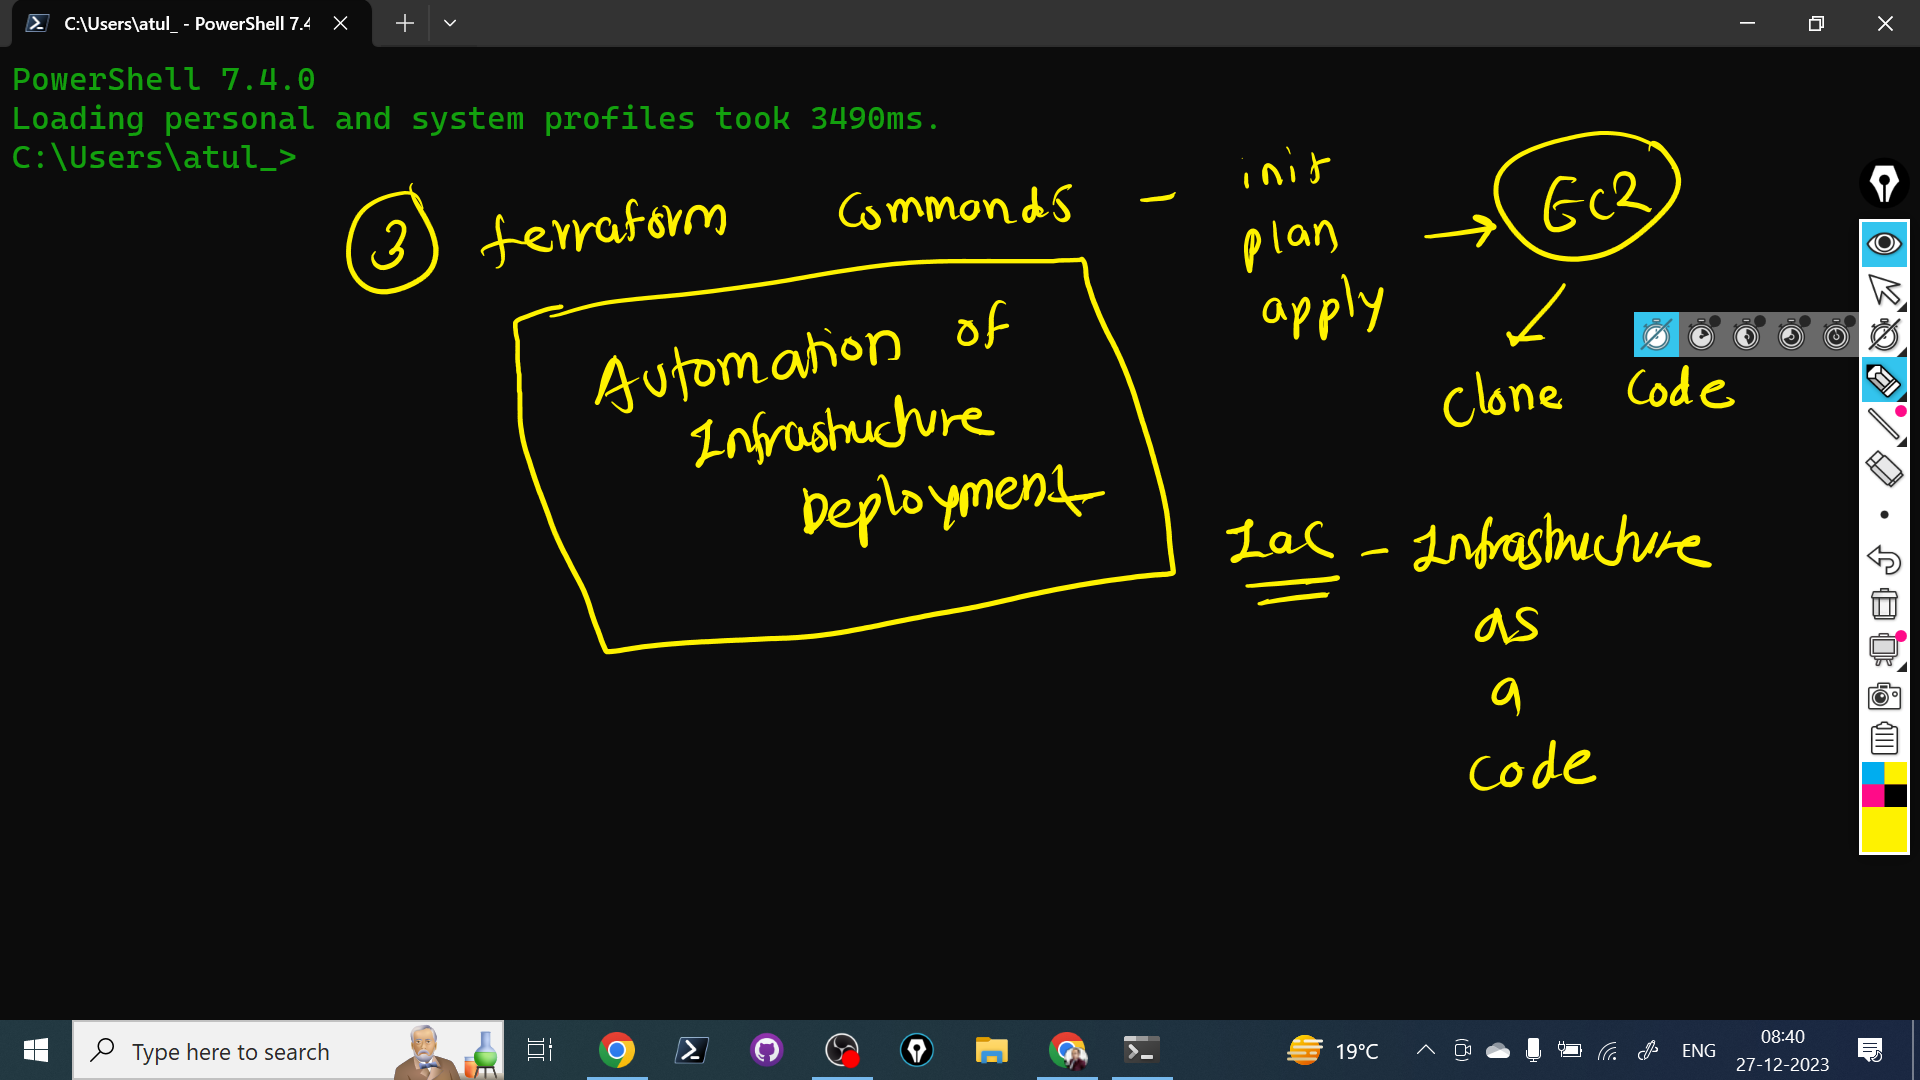 C:\Users\atul_ - PowerShell 7.4
PowerShell 7.4.0
Loading personal and system profiles took 3490ms.
C:\Users\atul_>
3 terraform Commands - init
plan
apply
→ Ec2
Clone Code
Automation of
Infrastructure
Deployment
IaC - Infrastructure
as
a
code
Type here to search
19°C
ENG
08:40
27-12-2023